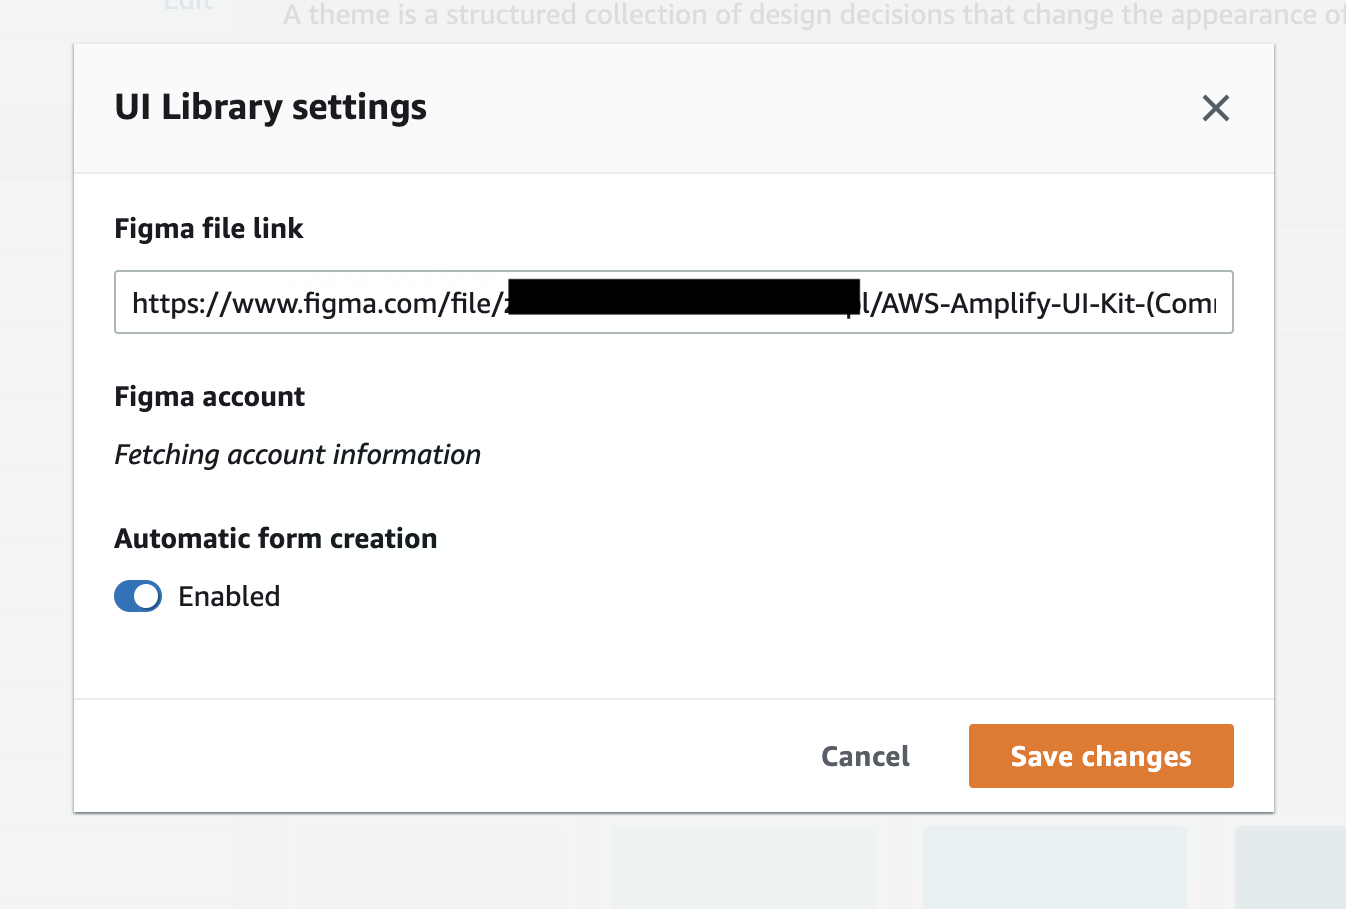 Edit
A theme is a structured collection of design decisions that change the appearance of
UI Library settings
Figma file link
https://www.figma.com/file/z l/AWS-Amplify-UI-Kit-(Com
Figma account
Fetching account information
Automatic form creation
Enabled
Cancel
Save changes